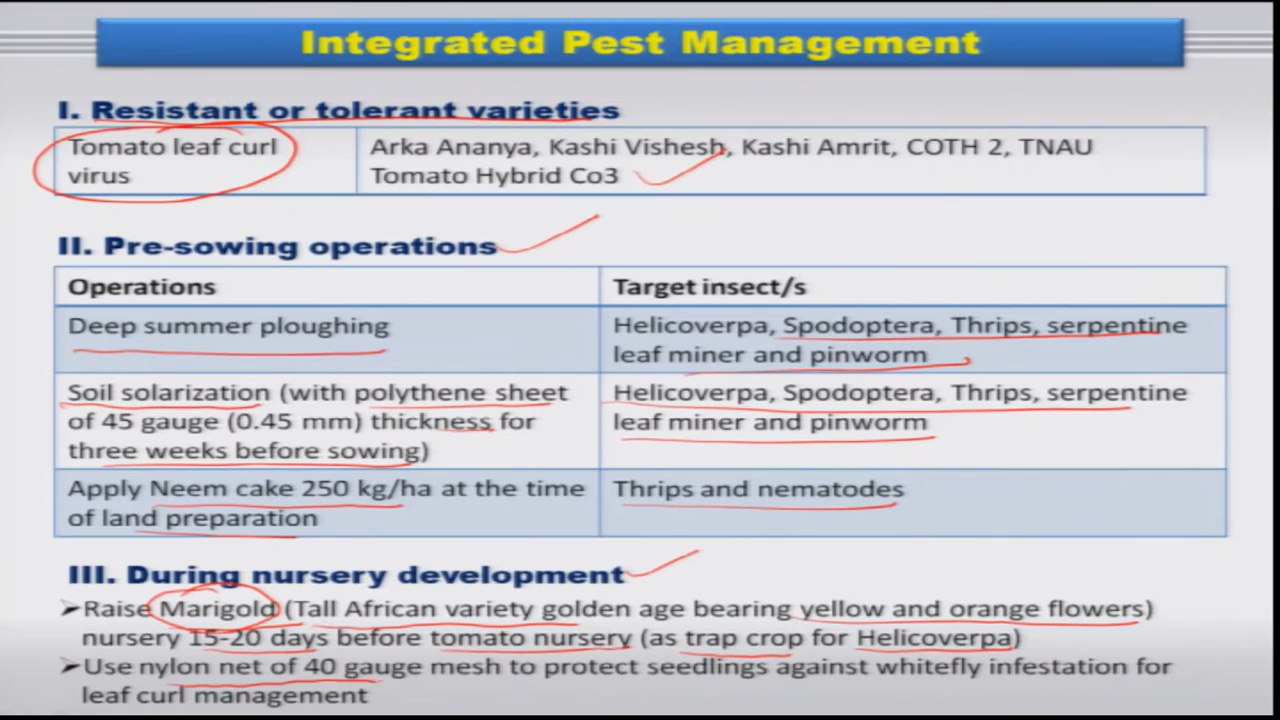 Integrated Pest Management
I. Resistant or tolerant varieties
Tomato leaf curl virus
Arka Ananya, Kashi Vishesh, Kashi Amrit, COTH 2, TNAU
Tomato Hybrid Co3
II. Pre-sowing operations
Operations
Target insect/s
Deep summer ploughing
Helicoverpa, Spodoptera, Thrips, serpentine
leaf miner and pinworm
Soil solarization (with polythene sheet
of 45 gauge (0.45 mm) thickness for
three weeks before sowing)
Helicoverpa, Spodoptera, Thrips, serpentine
leaf miner and pinworm
Apply Neem cake 250 kg/ha at the time
of land preparation
Thrips and nematodes
III. During nursery development
➢Raise Marigold (Tall African variety golden age bearing yellow and orange flowers)
nursery 15-20 days before tomato nursery (as trap crop for Helicoverpa)
➢Use nylon net of 40 gauge mesh to protect seedlings against whitefly infestation for
leaf curl management